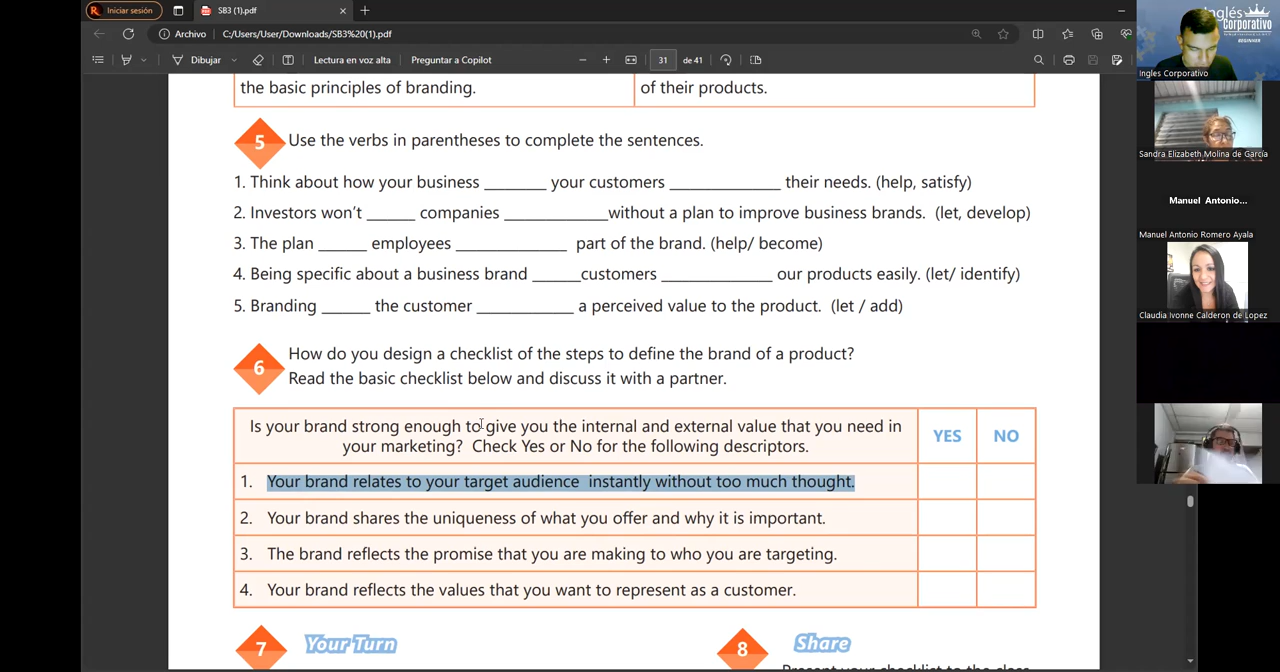 Iniciar sesión
SB3 (1).pdf
Archivo
C:/Users/User/Downloads/SB3%20(1).pdf
Dibujar
Lectura en voz alta
Preguntar a Copilot
31
de 41
the basic principles of branding.
of their products.
5
Use the verbs in parentheses to complete the sentences.
1. Think about how your business _______ your customers _____________ their needs. (help, satisfy)
2. Investors won't ______ companies ____________without a plan to improve business brands. (let, develop)
3. The plan ______ employees _____________ part of the brand. (help/ become)
4. Being specific about a business brand ______customers _____________ our products easily. (let/ identify)
5. Branding ______ the customer ____________ a perceived value to the product. (let / add)
6
How do you design a checklist of the steps to define the brand of a product?
Read the basic checklist below and discuss it with a partner.
Is your brand strong enough to give you the internal and external value that you need in
your marketing? Check Yes or No for the following descriptors.
YES
NO
1. Your brand relates to your target audience instantly without too much thought.
2. Your brand shares the uniqueness of what you offer and why it is important.
3. The brand reflects the promise that you are making to who you are targeting.
4. Your brand reflects the values that you want to represent as a customer.
7
Your Turn
8
Share
Present your checklist to the class
Inglés
Corporativo
BEGINNER
Ingles Corporativo
Sandra Elizabeth Molina de García
Manuel Antonio...
Manuel Antonio Romero Ayala
Claudia Ivonne Calderon de Lopez